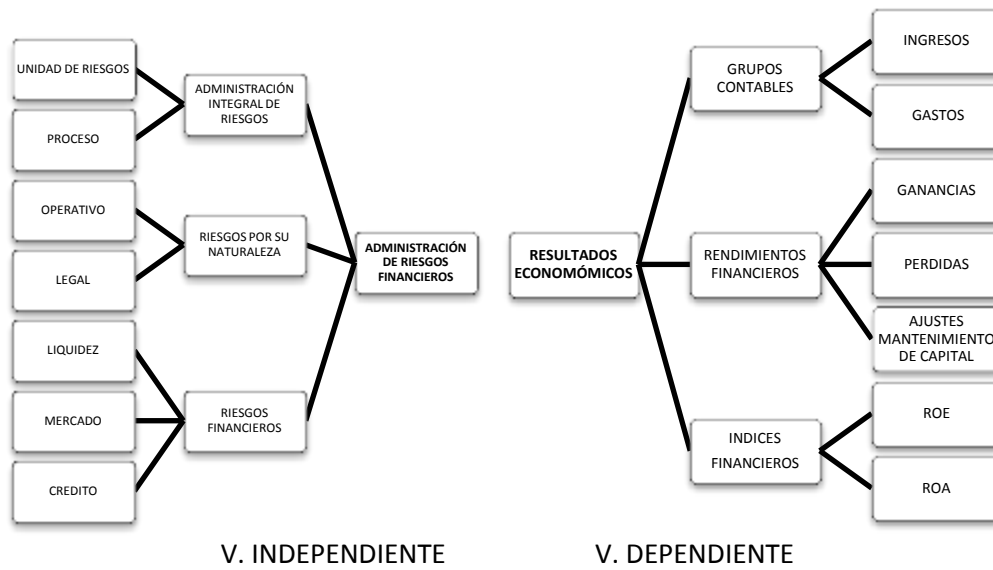 UNIDAD DE RIESGOS
PROCESO
OPERATIVO
LEGAL
LIQUIDEZ
MERCADO
CREDITO
ADMINISTRACIÓN
INTEGRAL DE
RIESGOS
RIESGOS POR SU
NATURALEZA
RIESGOS
FINANCIEROS
ADMINISTRACIÓN
DE RIESGOS
FINANCIEROS
RESULTADOS
ECONOMÓMICOS
GRUPOS
CONTABLES
RENDIMIENTOS
FINANCIEROS
INDICES
FINANCIEROS
INGRESOS
GASTOS
GANANCIAS
PERDIDAS
AJUSTES
MANTENIMIENTO
DE CAPITAL
ROE
ROA
V. INDEPENDIENTE
V. DEPENDIENTE